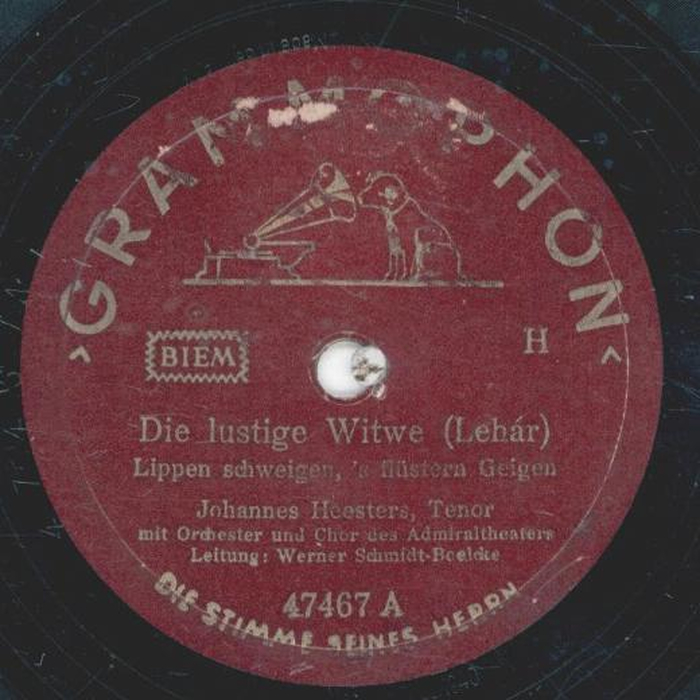 GRAMMOPHON
BIEM
H
Die lustige Witwe (Lehár)
Lippen schweigen, 's flüstern Geigen
Johannes Heesters, Tenor
mit Orchester und Chor des Admiraltheaters
Leitung: Werner Schmidt-Boelcke
47467 A
DIE STIMME SEINES HERRN